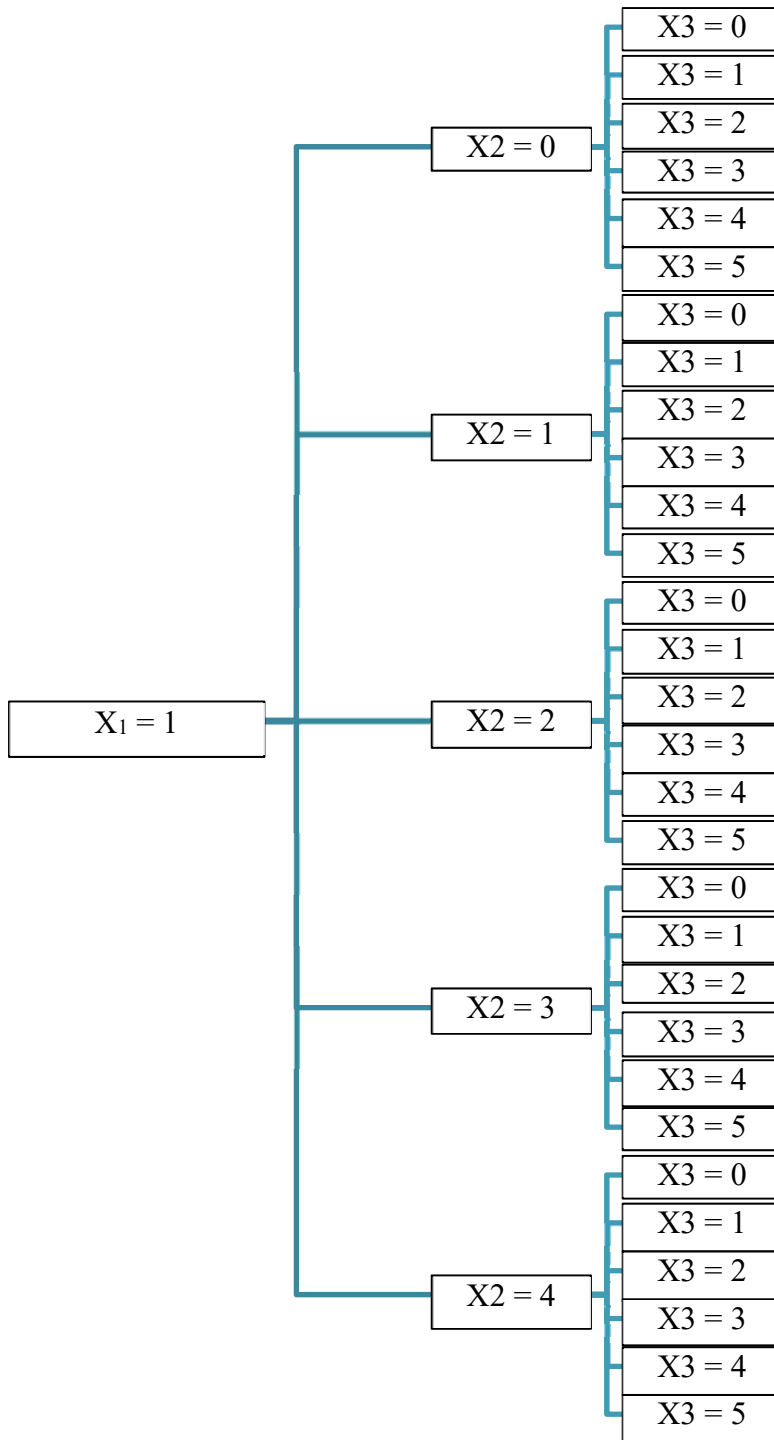 X3 = 0
X3 = 1
X3 = 2
X2 = 0
X3 = 3
X3 = 4
X3 = 5
X3 = 0
X3 = 1
X3 = 2
X2 = 1
X3 = 3
X3 = 4
X3 = 5
X3 = 0
X3 = 1
X3 = 2
X1 = 1
X2 = 2
X3 = 3
X3 = 4
X3 = 5
X3 = 0
X3 = 1
X3 = 2
X2 = 3
X3 = 3
X3 = 4
X3 = 5
X3 = 0
X3 = 1
X3 = 2
X2 = 4
X3 = 3
X3 = 4
X3 = 5